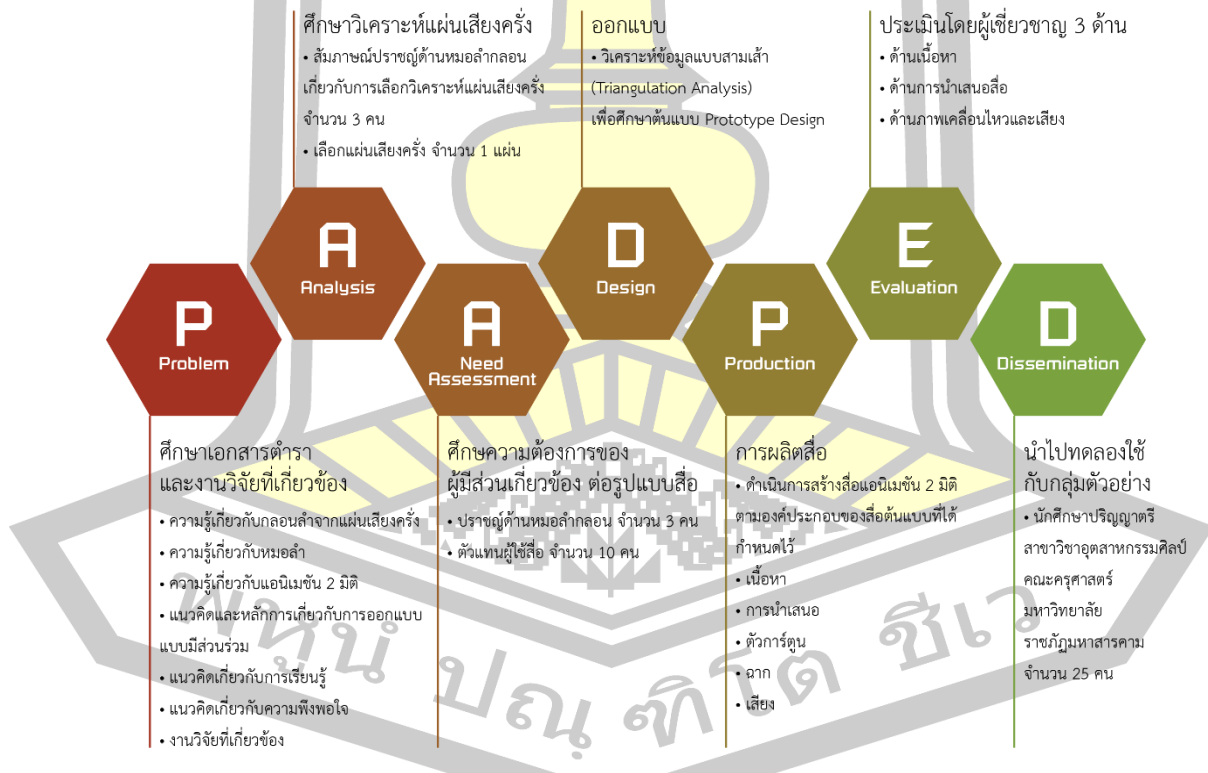 ศึกษาวิเคราะห์แผ่นเสียงครั่ง
• สัมภาษณ์ปราชญ์ด้านหมอลำกลอน
เกี่ยวกับการเลือกวิเคราะห์แผ่นเสียงครั่ง
จำนวน 3 คน
• เลือกแผ่นเสียงครั่ง จำนวน 1 แผ่น
ออกแบบ
• วิเคราะห์ข้อมูลแบบสามเส้า
(Triangulation Analysis)
เพื่อศึกษาต้นแบบ Prototype Design
ประเมินโดยผู้เชี่ยวชาญ 3 ด้าน
• ด้านเนื้อหา
• ด้านการนำเสนอสื่อ
• ด้านภาพเคลื่อนไหวและเสียง
P
Problem
A
Analysis
A
Need
Assessment
D
Design
P
Production
E
Evaluation
D
Dissemination
ศึกษาเอกสารตำรา
และงานวิจัยที่เกี่ยวข้อง
• ความรู้เกี่ยวกับกลอนลำจากแผ่นเสียงครั่ง
• ความรู้เกี่ยวกับหมอลำ
• ความรู้เกี่ยวกับแอนิเมชัน 2 มิติ
• แนวคิดและหลักการเกี่ยวกับการออกแบบ
แบบมีส่วนร่วม
• แนวคิดเกี่ยวกับการเรียนรู้
• แนวคิดเกี่ยวกับความพึงพอใจ
• งานวิจัยที่เกี่ยวข้อง
ศึกษความต้องการของ
ผู้มีส่วนเกี่ยวข้อง ต่อรูปแบบสื่อ
• ปราชญ์ด้านหมอลำกลอน จำนวน 3 คน
• ตัวแทนผู้ใช้สื่อ จำนวน 10 คน
การผลิตสื่อ
• ดำเนินการสร้างสื่อแอนิเมชัน 2 มิติ
ตามองค์ประกอบของสื่อต้นแบบที่ได้
กำหนดไว้
• เนื้อหา
• การนำเสนอ
• ตัวการ์ตูน
• ฉาก
• เสียง
นำไปทดลองใช้
กับกลุ่มตัวอย่าง
• นักศึกษาปริญญาตรี
สาขาวิชาอุตสาหกรรมศิลป์
คณะครุศาสตร์
มหาวิทยาลัย
ราชภัฏมหาสารคาม
จำนวน 25 คน
พหูนํ ปณฺฑิโต ชีเว